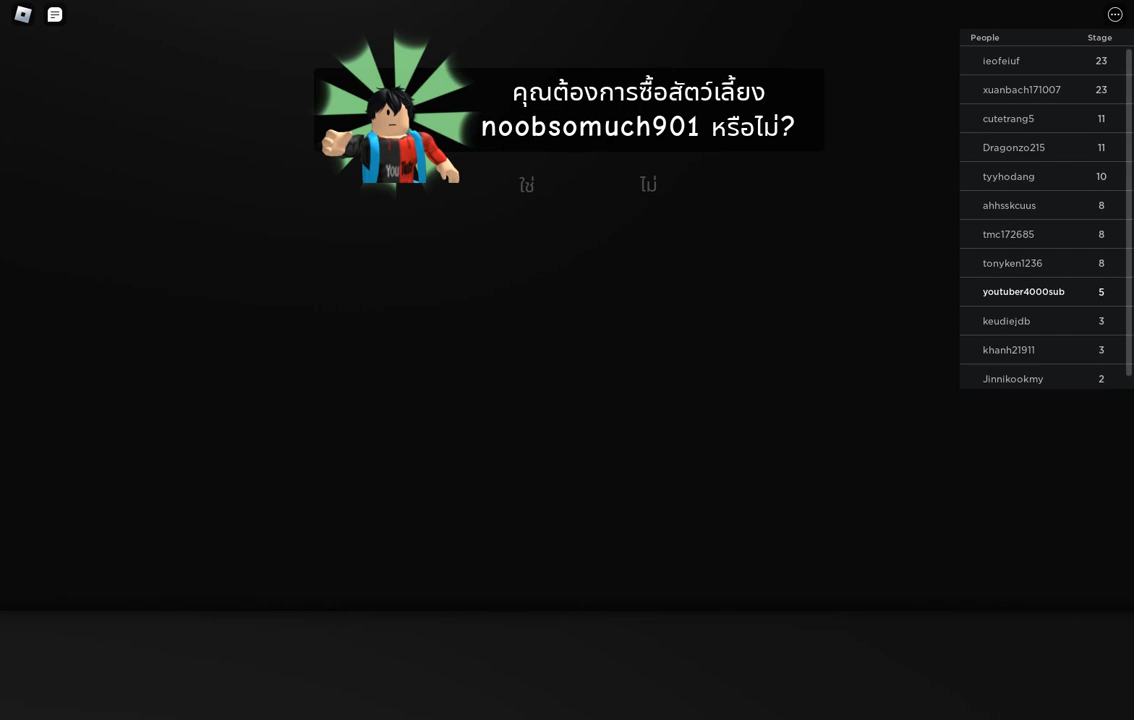 People Stage
คุณต้องการซื้อสัตว์เลี้ยง
noobsomuch901 หรือไม่?
You
ใช่ ไม่
ieofeiuf 23
xuanbach171007 23
cutetrang5 11
Dragonzo215 11
tyyhodang 10
ahhsskcuus 8
tmc172685 8
tonyken1236 8
youtuber4000sub 5
keudiejdb 3
khanh21911 3
Jinnikookmy 2